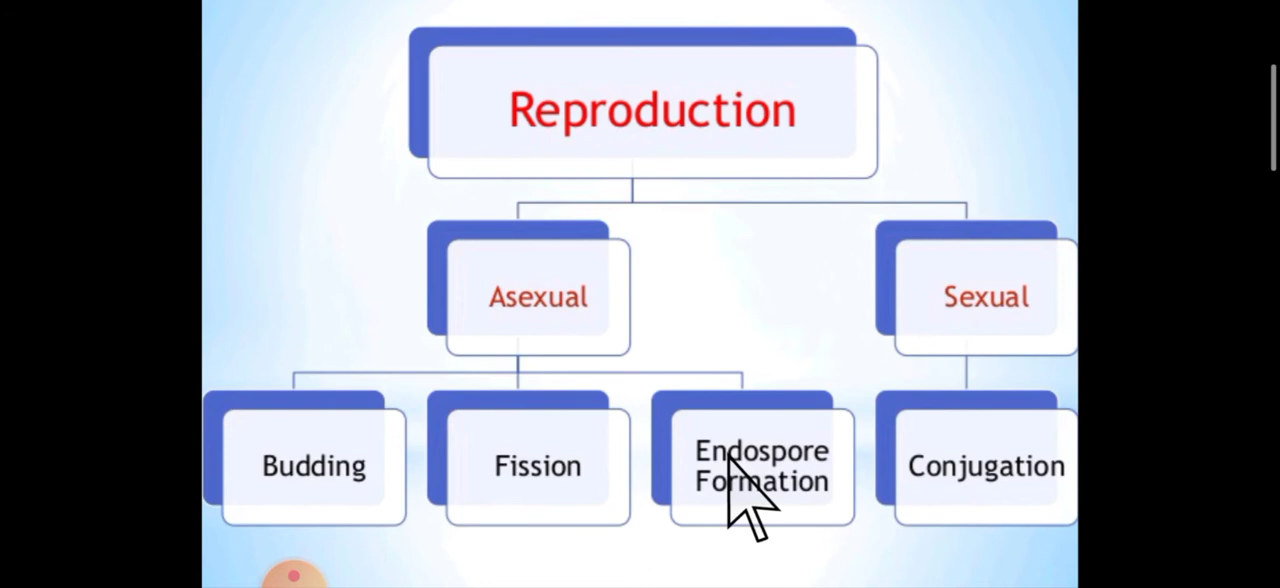 Reproduction
Asexual
Sexual
Budding
Fission
Endospore
Formation
Conjugation